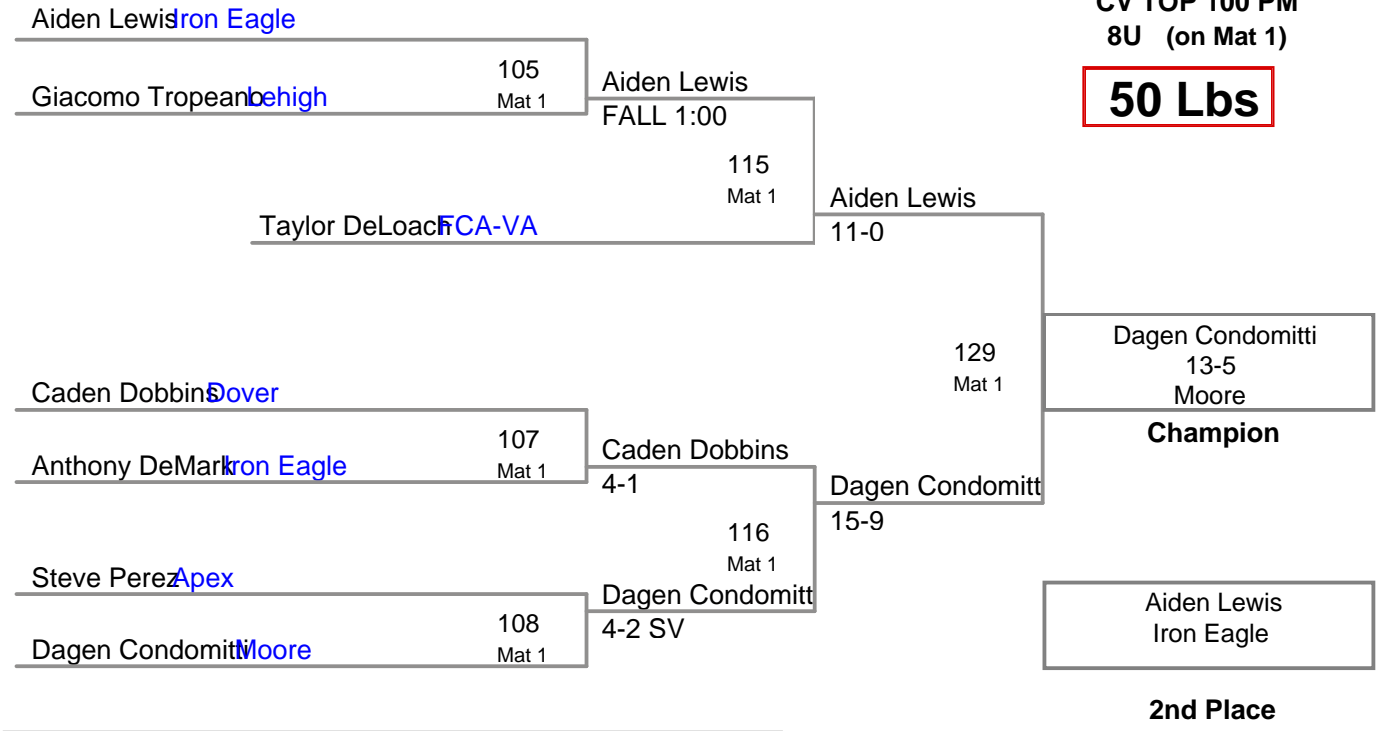 CV TOP 100 PM
8U (on Mat 1)
50 Lbs
Aiden Lewis Iron Eagle
105
Mat 1
Giacomo Tropeano Lehigh
Aiden Lewis
FALL 1:00
115
Mat 1
Taylor DeLoach FCA-VA
Aiden Lewis
11-0
129
Mat 1
Dagen Condomitti
13-5
Moore
Champion
Caden Dobbins Dover
107
Mat 1
Anthony DeMark Iron Eagle
Caden Dobbins
4-1
116
Mat 1
Dagen Condomitt
15-9
Steve Perez Apex
108
Mat 1
Dagen Condomitti Moore
Dagen Condomitt
4-2 SV
Aiden Lewis
Iron Eagle
2nd Place